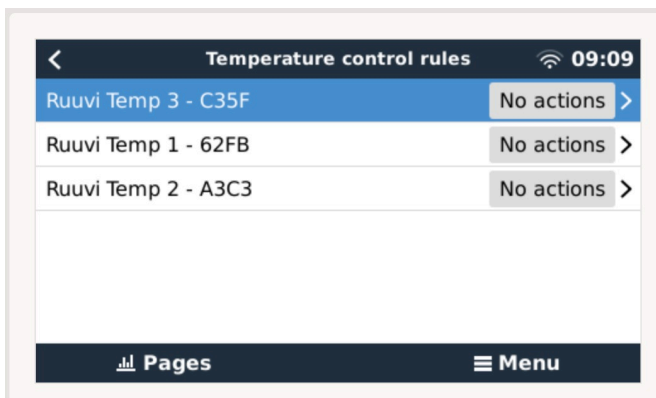 Temperature control rules 09:09
Ruuvi Temp 3 - C35F No actions
Ruuvi Temp 1 - 62FB No actions
Ruuvi Temp 2 - A3C3 No actions
Pages Menu